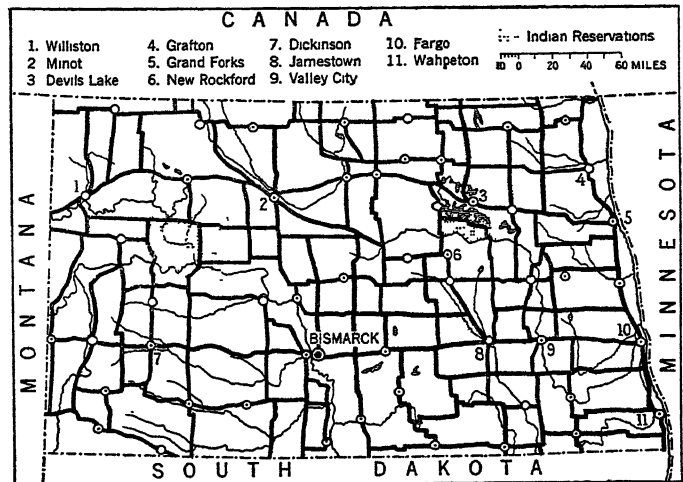 CANADA
1. Williston 4. Grafton 7. Dickinson 10. Fargo
2 Minot 5. Grand Forks 8. Jamestown 11. Wahpeton
3 Devils Lake 6. New Rockford 9. Valley City
Indian Reservations
10 0 20 40 60 MILES
MONTANA
MINNESOTA
1
2
3
4
5
6
BISMARCK
7
8
9
10
11
SOUTH DAKOTA